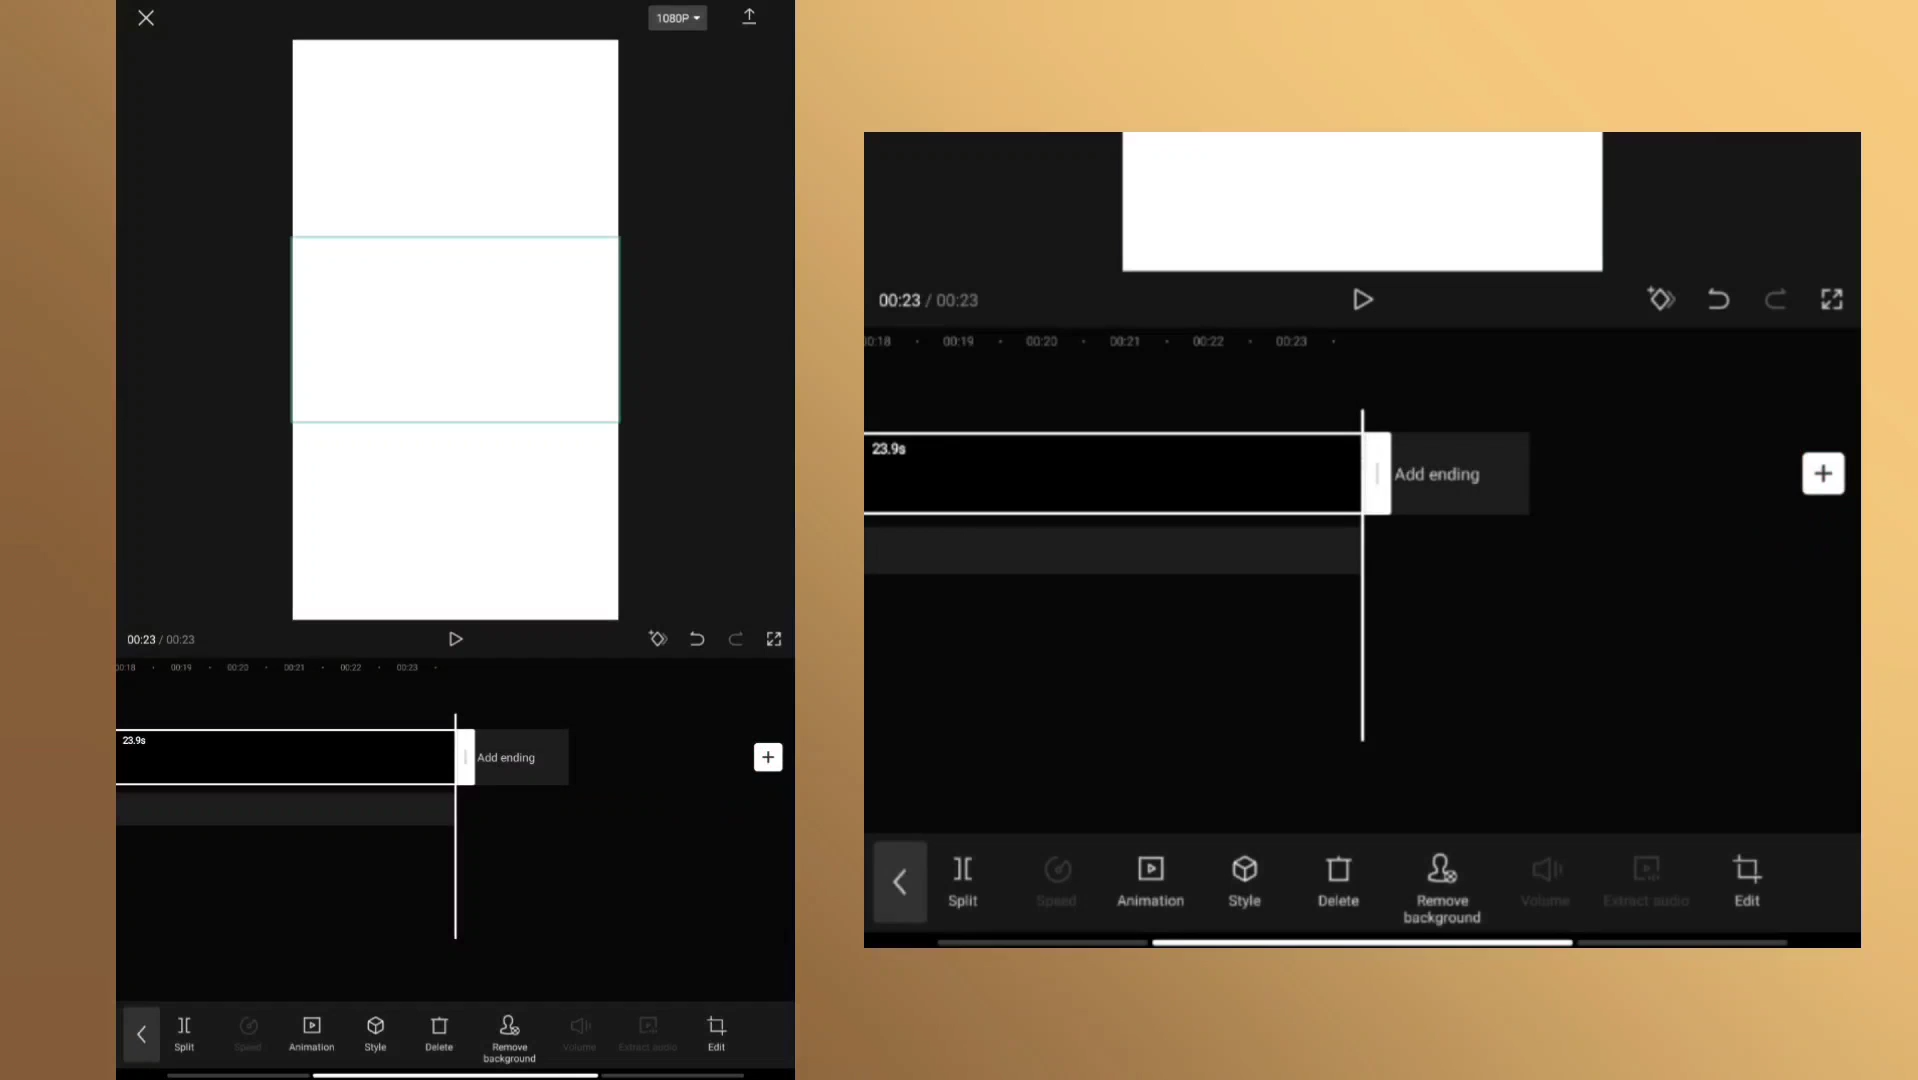 1080P
00:23 / 00:23
00:18 00:19 00:20 00:21 00:22 00:23
23.9s
Add ending
Split Speed Animation Style Delete Remove background Volume Extract audio Edit
00:23 / 00:23
0:18 00:19 00:20 00:21 00:22 00:23
23.9s
Add ending
Split Speed Animation Style Delete Remove background Volume Extract audio Edit